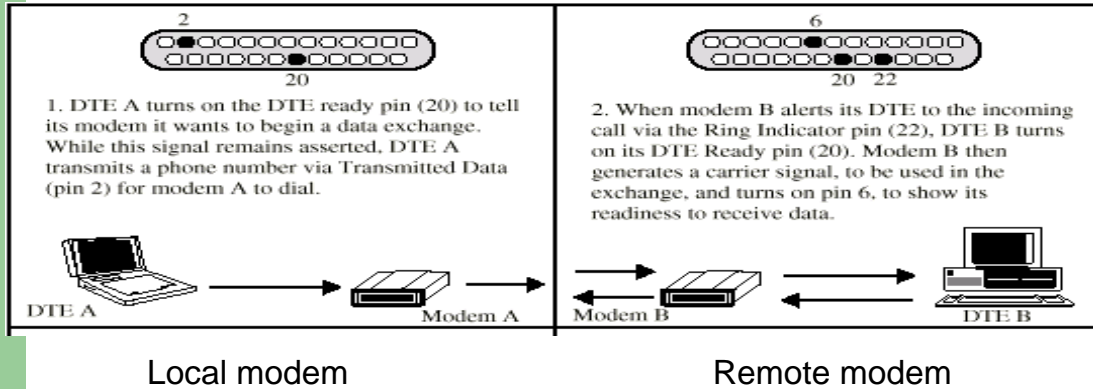 2
20
1. DTE A turns on the DTE ready pin (20) to tell
its modem it wants to begin a data exchange.
While this signal remains asserted, DTE A
transmits a phone number via Transmitted Data
(pin 2) for modem A to dial.
DTE A
Modem A
6
20 22
2. When modem B alerts its DTE to the incoming
call via the Ring Indicator pin (22), DTE B turns
on its DTE Ready pin (20). Modem B then
generates a carrier signal, to be used in the
exchange, and turns on pin 6, to show its
readiness to receive data.
Modem B
DTE B
Local modem
Remote modem